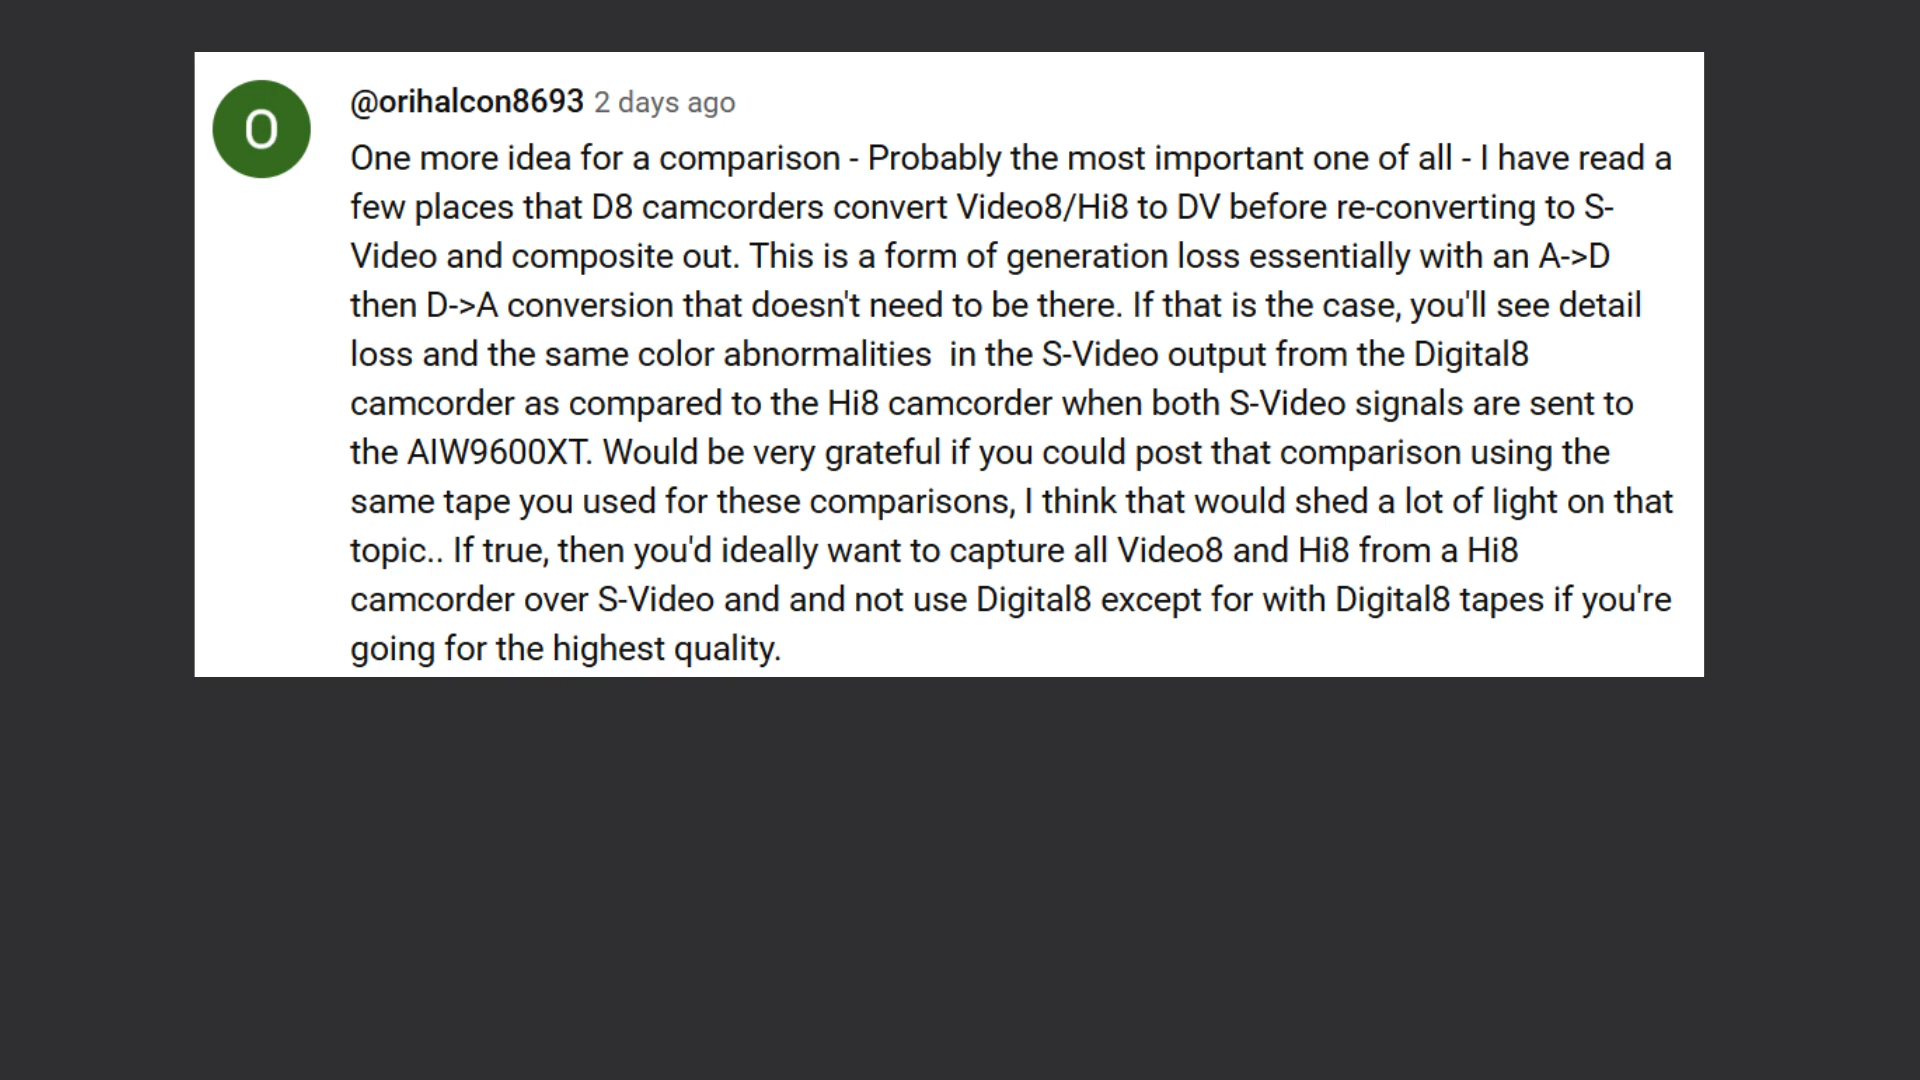 O
@orihalcon8693 2 days ago
One more idea for a comparison - Probably the most important one of all - I have read a
few places that D8 camcorders convert Video8/Hi8 to DV before re-converting to S-
Video and composite out. This is a form of generation loss essentially with an A->D
then D->A conversion that doesn't need to be there. If that is the case, you'll see detail
loss and the same color abnormalities  in the S-Video output from the Digital8
camcorder as compared to the Hi8 camcorder when both S-Video signals are sent to
the AIW9600XT. Would be very grateful if you could post that comparison using the
same tape you used for these comparisons, I think that would shed a lot of light on that
topic.. If true, then you'd ideally want to capture all Video8 and Hi8 from a Hi8
camcorder over S-Video and and not use Digital8 except for with Digital8 tapes if you're
going for the highest quality.